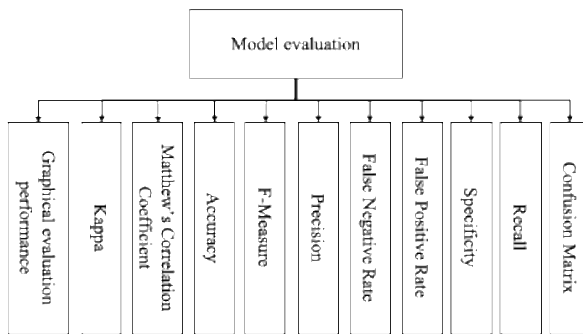 Model evaluation
Graphical evaluation
performance
Kappa
Matthew's Correlation
Coefficient
Accuracy
F-Measure
Precision
False Negative Rate
False Positive Rate
Specificity
Recall
Confusion Matrix